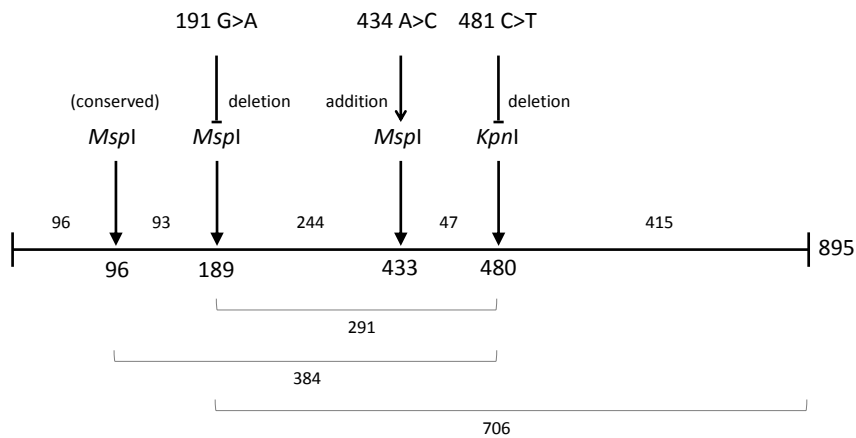 191 G>A 434 A>C 481 C>T
(conserved) deletion addition deletion
MspI MspI MspI KpnI
96 93 244 47 415
895
96 189 433 480
291
384
706